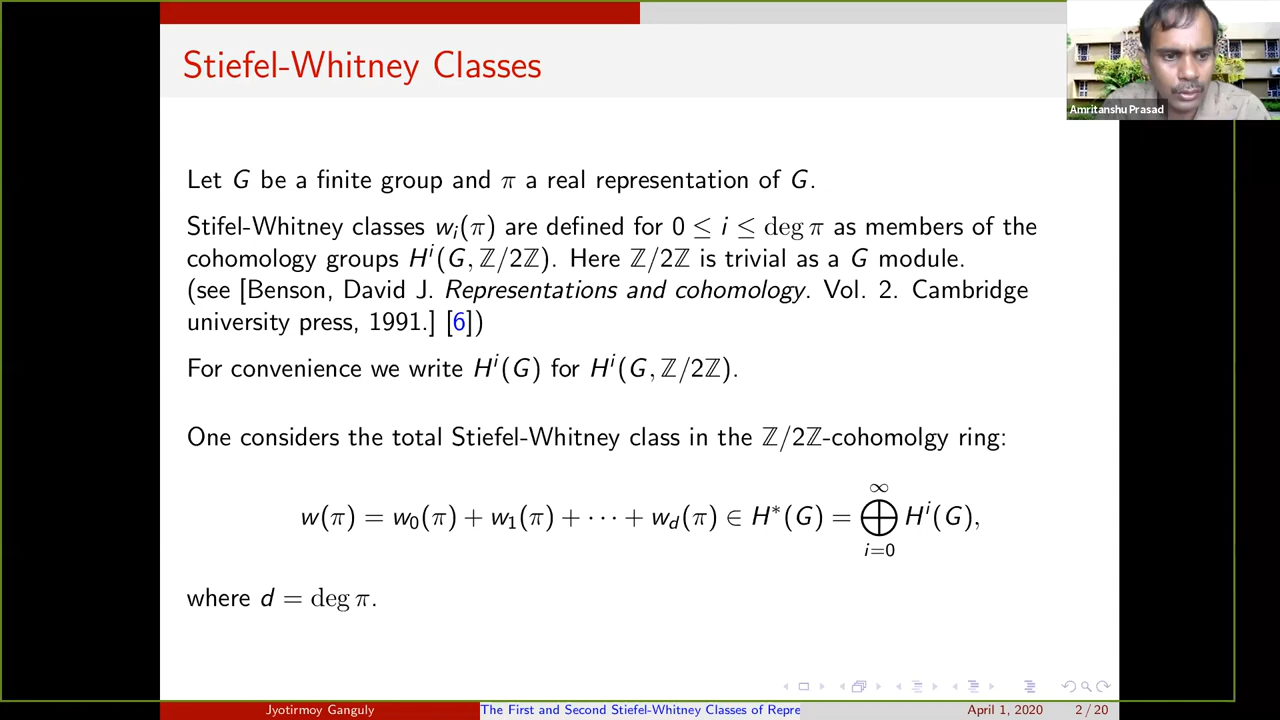 Stiefel-Whitney Classes
Amritanshu Prasad
Let G be a finite group and π a real representation of G.
Stifel-Whitney classes wᵢ(π) are defined for 0 ≤ i ≤ deg π as members of the
cohomology groups Hⁱ(G, ℤ/2ℤ). Here ℤ/2ℤ is trivial as a G module.
(see [Benson, David J. Representations and cohomology. Vol. 2. Cambridge
university press, 1991.] [6])
For convenience we write Hⁱ(G) for Hⁱ(G, ℤ/2ℤ).
One considers the total Stiefel-Whitney class in the ℤ/2ℤ-cohomolgy ring:
∞
w(π) = w₀(π) + w₁(π) + ··· + w_d(π) ∈ H*(G) = ⨁ Hⁱ(G),
i=0
where d = deg π.
Jyotirmoy Ganguly The First and Second Stiefel-Whitney Classes of Repre April 1, 2020 2 / 20